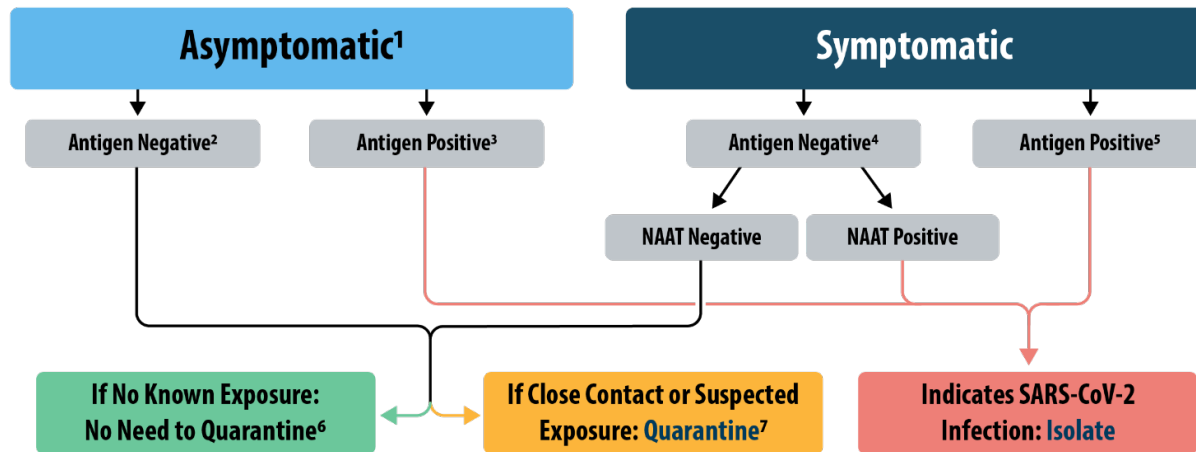 Asymptomatic¹
Symptomatic
Antigen Negative²
Antigen Positive³
Antigen Negative⁴
Antigen Positive⁵
NAAT Negative
NAAT Positive
If No Known Exposure:
No Need to Quarantine⁶
If Close Contact or Suspected
Exposure: Quarantine⁷
Indicates SARS-CoV-2
Infection: Isolate